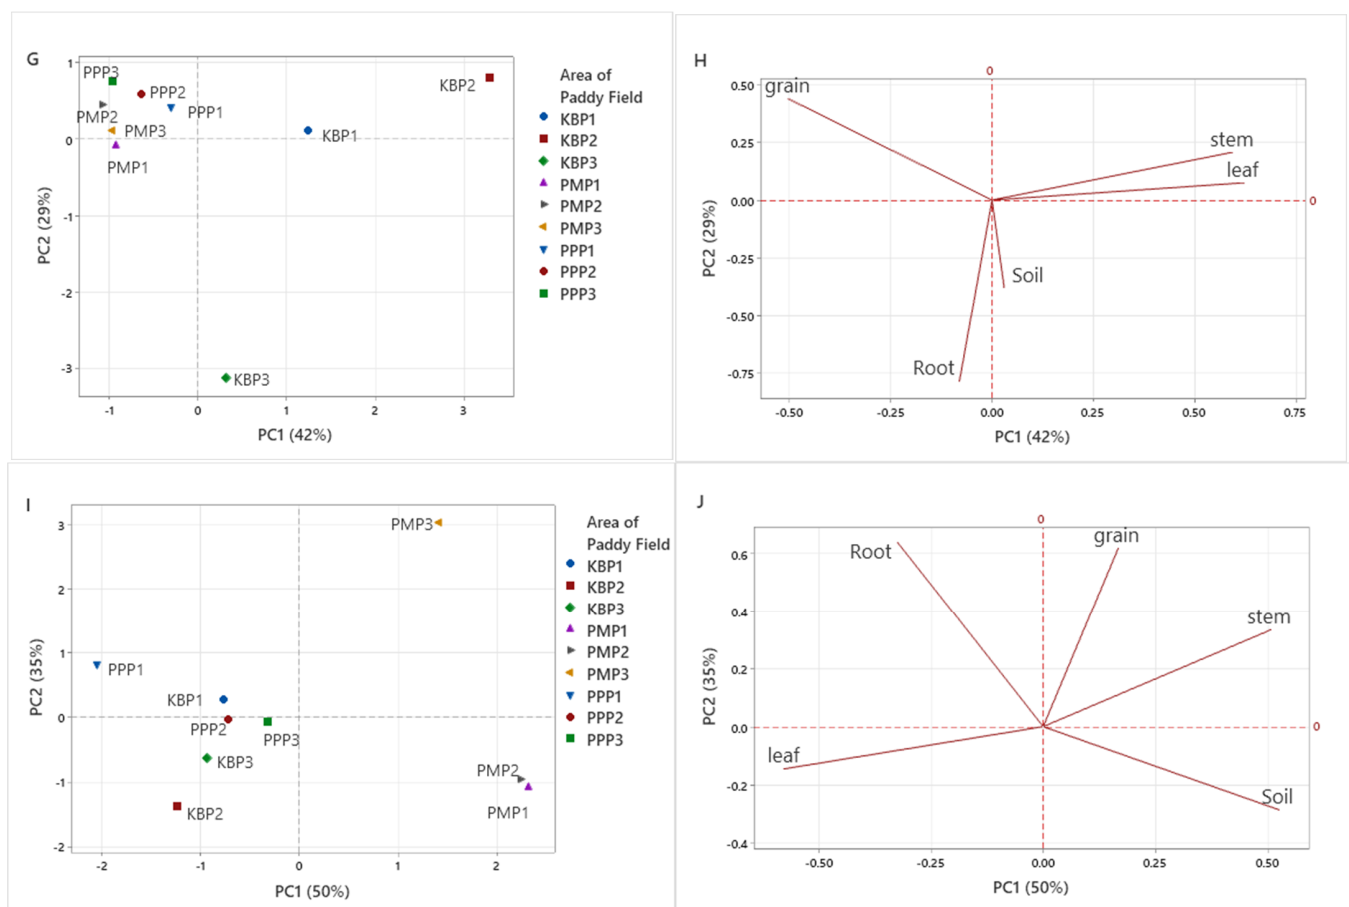 G
1
0
-1
-2
-3
PC2 (29%)
PPP3
PPP2
PPP1
PMP2
PMP3
PMP1
KBP2
KBP1
KBP3
-1
0
1
2
3
PC1 (42%)
Area of
Paddy Field
KBP1
KBP2
KBP3
PMP1
PMP2
PMP3
PPP1
PPP2
PPP3
H
0
0.50
0.25
0.00
-0.25
-0.50
-0.75
PC2 (29%)
grain
stem
leaf
0
Soil
Root
-0.50
-0.25
0.00
0.25
0.50
0.75
PC1 (42%)
I
3
2
1
0
-1
-2
PC2 (35%)
PMP3
PPP1
KBP1
PPP2
PPP3
KBP3
KBP2
PMP2
PMP1
-2
-1
0
1
2
PC1 (50%)
Area of
Paddy Field
KBP1
KBP2
KBP3
PMP1
PMP2
PMP3
PPP1
PPP2
PPP3
J
0
0.6
0.4
0.2
0.0
-0.2
-0.4
PC2 (35%)
Root
grain
stem
0
leaf
Soil
-0.50
-0.25
0.00
0.25
0.50
PC1 (50%)